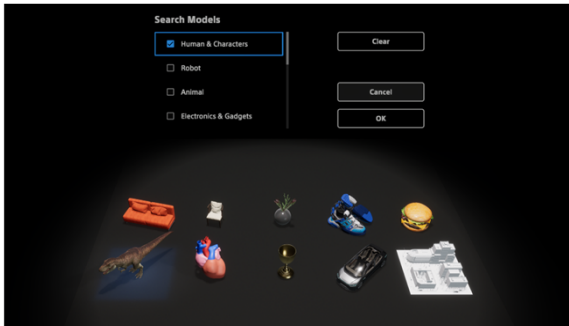 Search Models
Human & Characters
Clear
Robot
Animal
Cancel
Electronics & Gadgets
OK